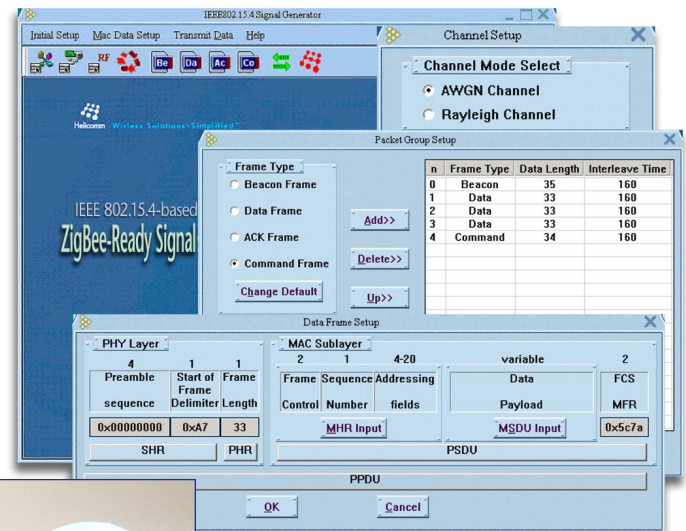 IEEE802.15.4 Signal Generator
Initial Setup Mac Data Setup Transmit Data Help
RF Be Da Ac Co
Helicomm Wirless Solutions·Simplified™
IEEE 802.15.4-based
ZigBee-Ready Signal
Channel Setup
Channel Mode Select
AWGN Channel
Rayleigh Channel
Packet Group Setup
Frame Type
Beacon Frame
Data Frame
ACK Frame
Command Frame
Change Default
Add>>
Delete>>
Up>>
n Frame Type Data Length Interleave Time
0 Beacon 35 160
1 Data 33 160
2 Data 33 160
3 Data 33 160
4 Command 34 160
Data Frame Setup
PHY Layer MAC Sublayer
4 1 1 2 1 4-20 variable 2
Preamble Start of Frame Frame Sequence Addressing Data FCS
Frame
sequence Delimiter Length Control Number fields Payload MFR
0x00000000 0xA7 33 MHR Input MSDU Input 0x5c7a
SHR PHR PSDU
PPDU
OK Cancel